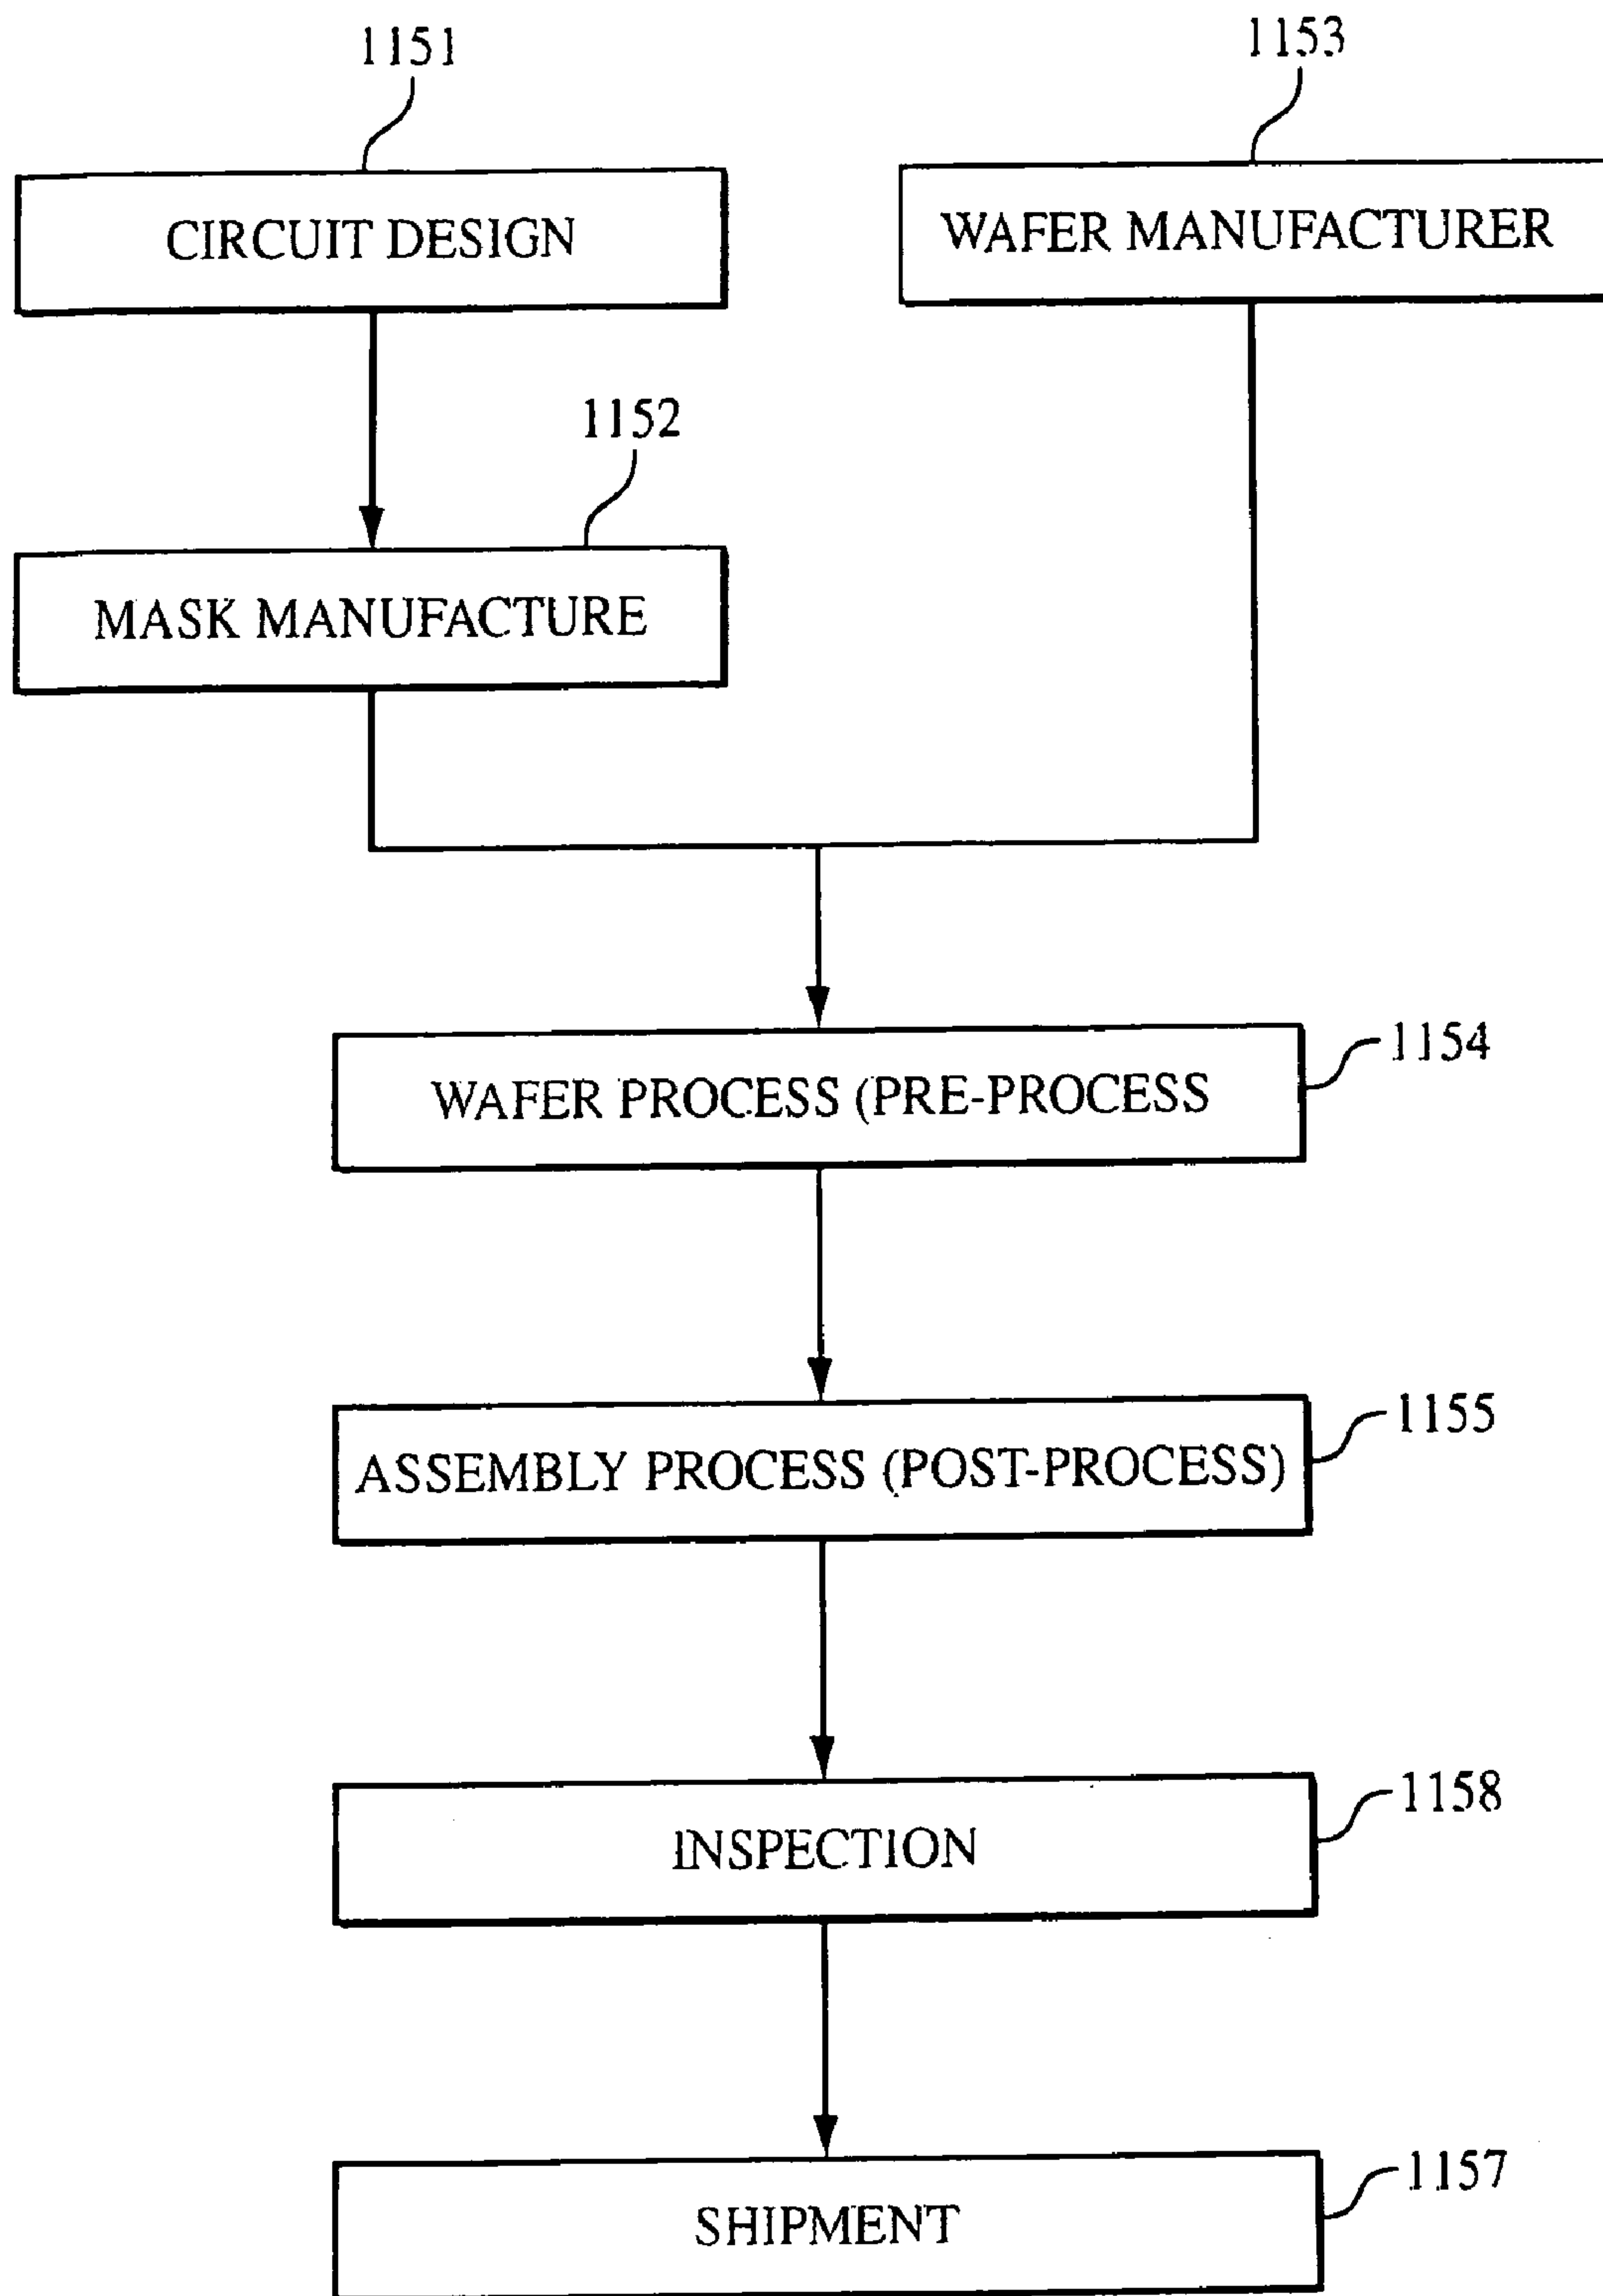 1151
1153
CIRCUIT DESIGN
WAFER MANUFACTURER
1152
MASK MANUFACTURE
1154
WAFER PROCESS (PRE-PROCESS
1155
ASSEMBLY PROCESS (POST-PROCESS)
1158
INSPECTION
1157
SHIPMENT